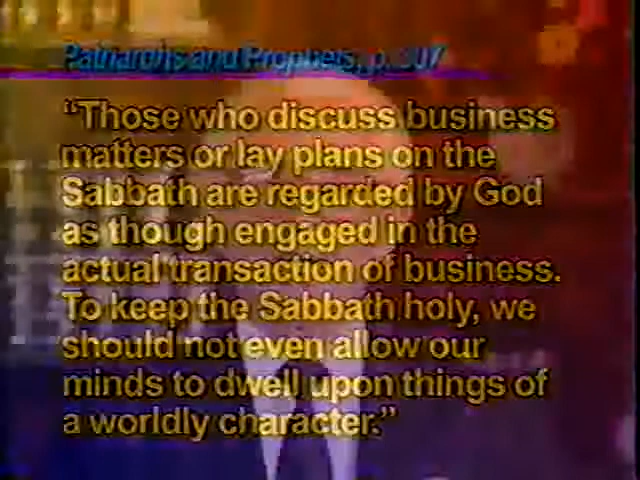 Patriarchs and Prophets, p. 307
“Those who discuss business
matters or lay plans on the
Sabbath are regarded by God
as though engaged in the
actual transaction of business.
To keep the Sabbath holy, we
should not even allow our
minds to dwell upon things of
a worldly character.”